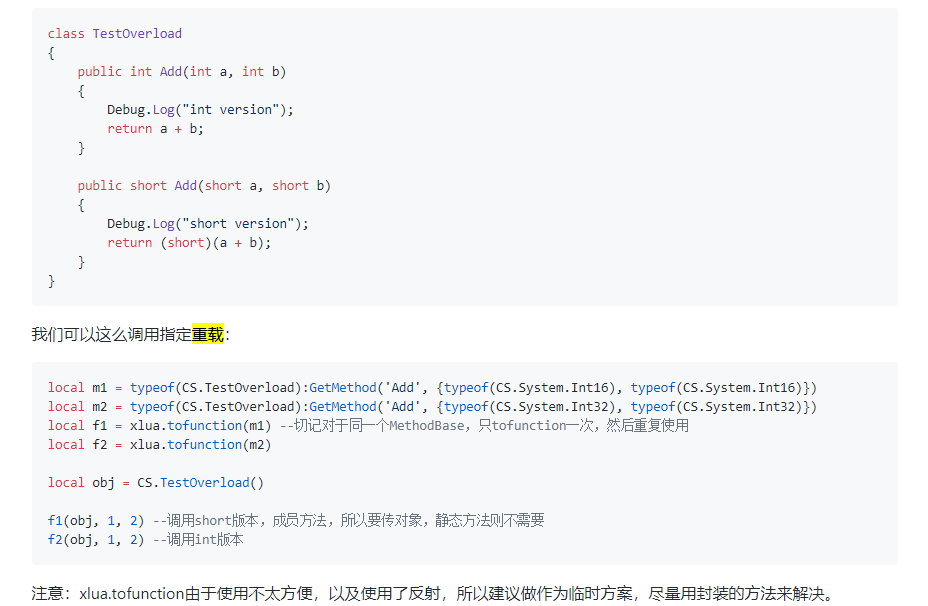 class TestOverload
{
    public int Add(int a, int b)
    {
        Debug.Log("int version");
        return a + b;
    }

    public short Add(short a, short b)
    {
        Debug.Log("short version");
        return (short)(a + b);
    }
}
我们可以这么调用指定重载：
local m1 = typeof(CS.TestOverload):GetMethod('Add', {typeof(CS.System.Int16), typeof(CS.System.Int16)})
local m2 = typeof(CS.TestOverload):GetMethod('Add', {typeof(CS.System.Int32), typeof(CS.System.Int32)})
local f1 = xlua.tofunction(m1) --切记对于同一个MethodBase，只tofunction一次，然后重复使用
local f2 = xlua.tofunction(m2)

local obj = CS.TestOverload()

f1(obj, 1, 2) --调用short版本，成员方法，所以要传对象，静态方法则不需要
f2(obj, 1, 2) --调用int版本
注意：xlua.tofunction由于使用不太方便，以及使用了反射，所以建议做作为临时方案，尽量用封装的方法来解决。